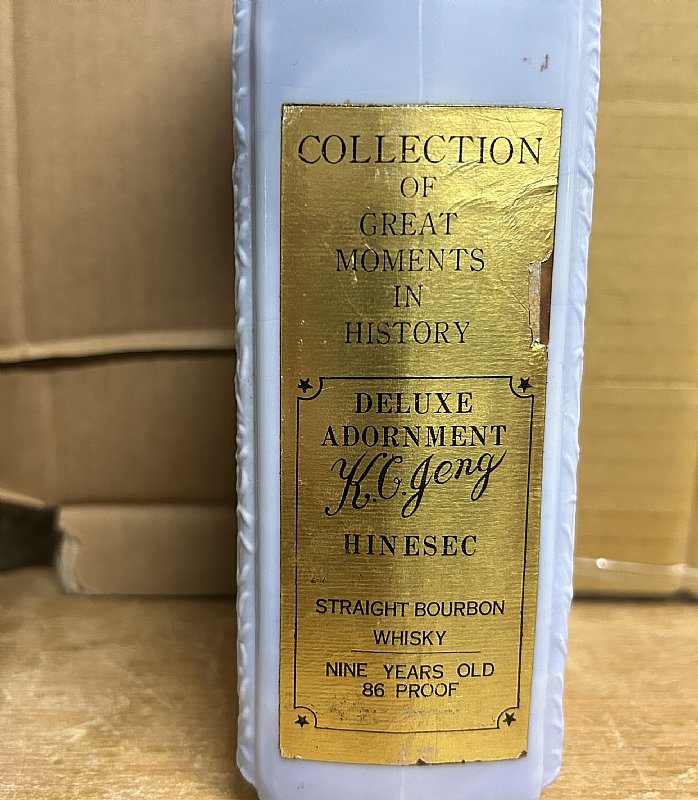 COLLECTION
OF
GREAT
MOMENTS
IN
HISTORY
DELUXE
ADORNMENT
K.C.Jeng
HINESEC
STRAIGHT BOURBON
WHISKY
NINE YEARS OLD
86 PROOF